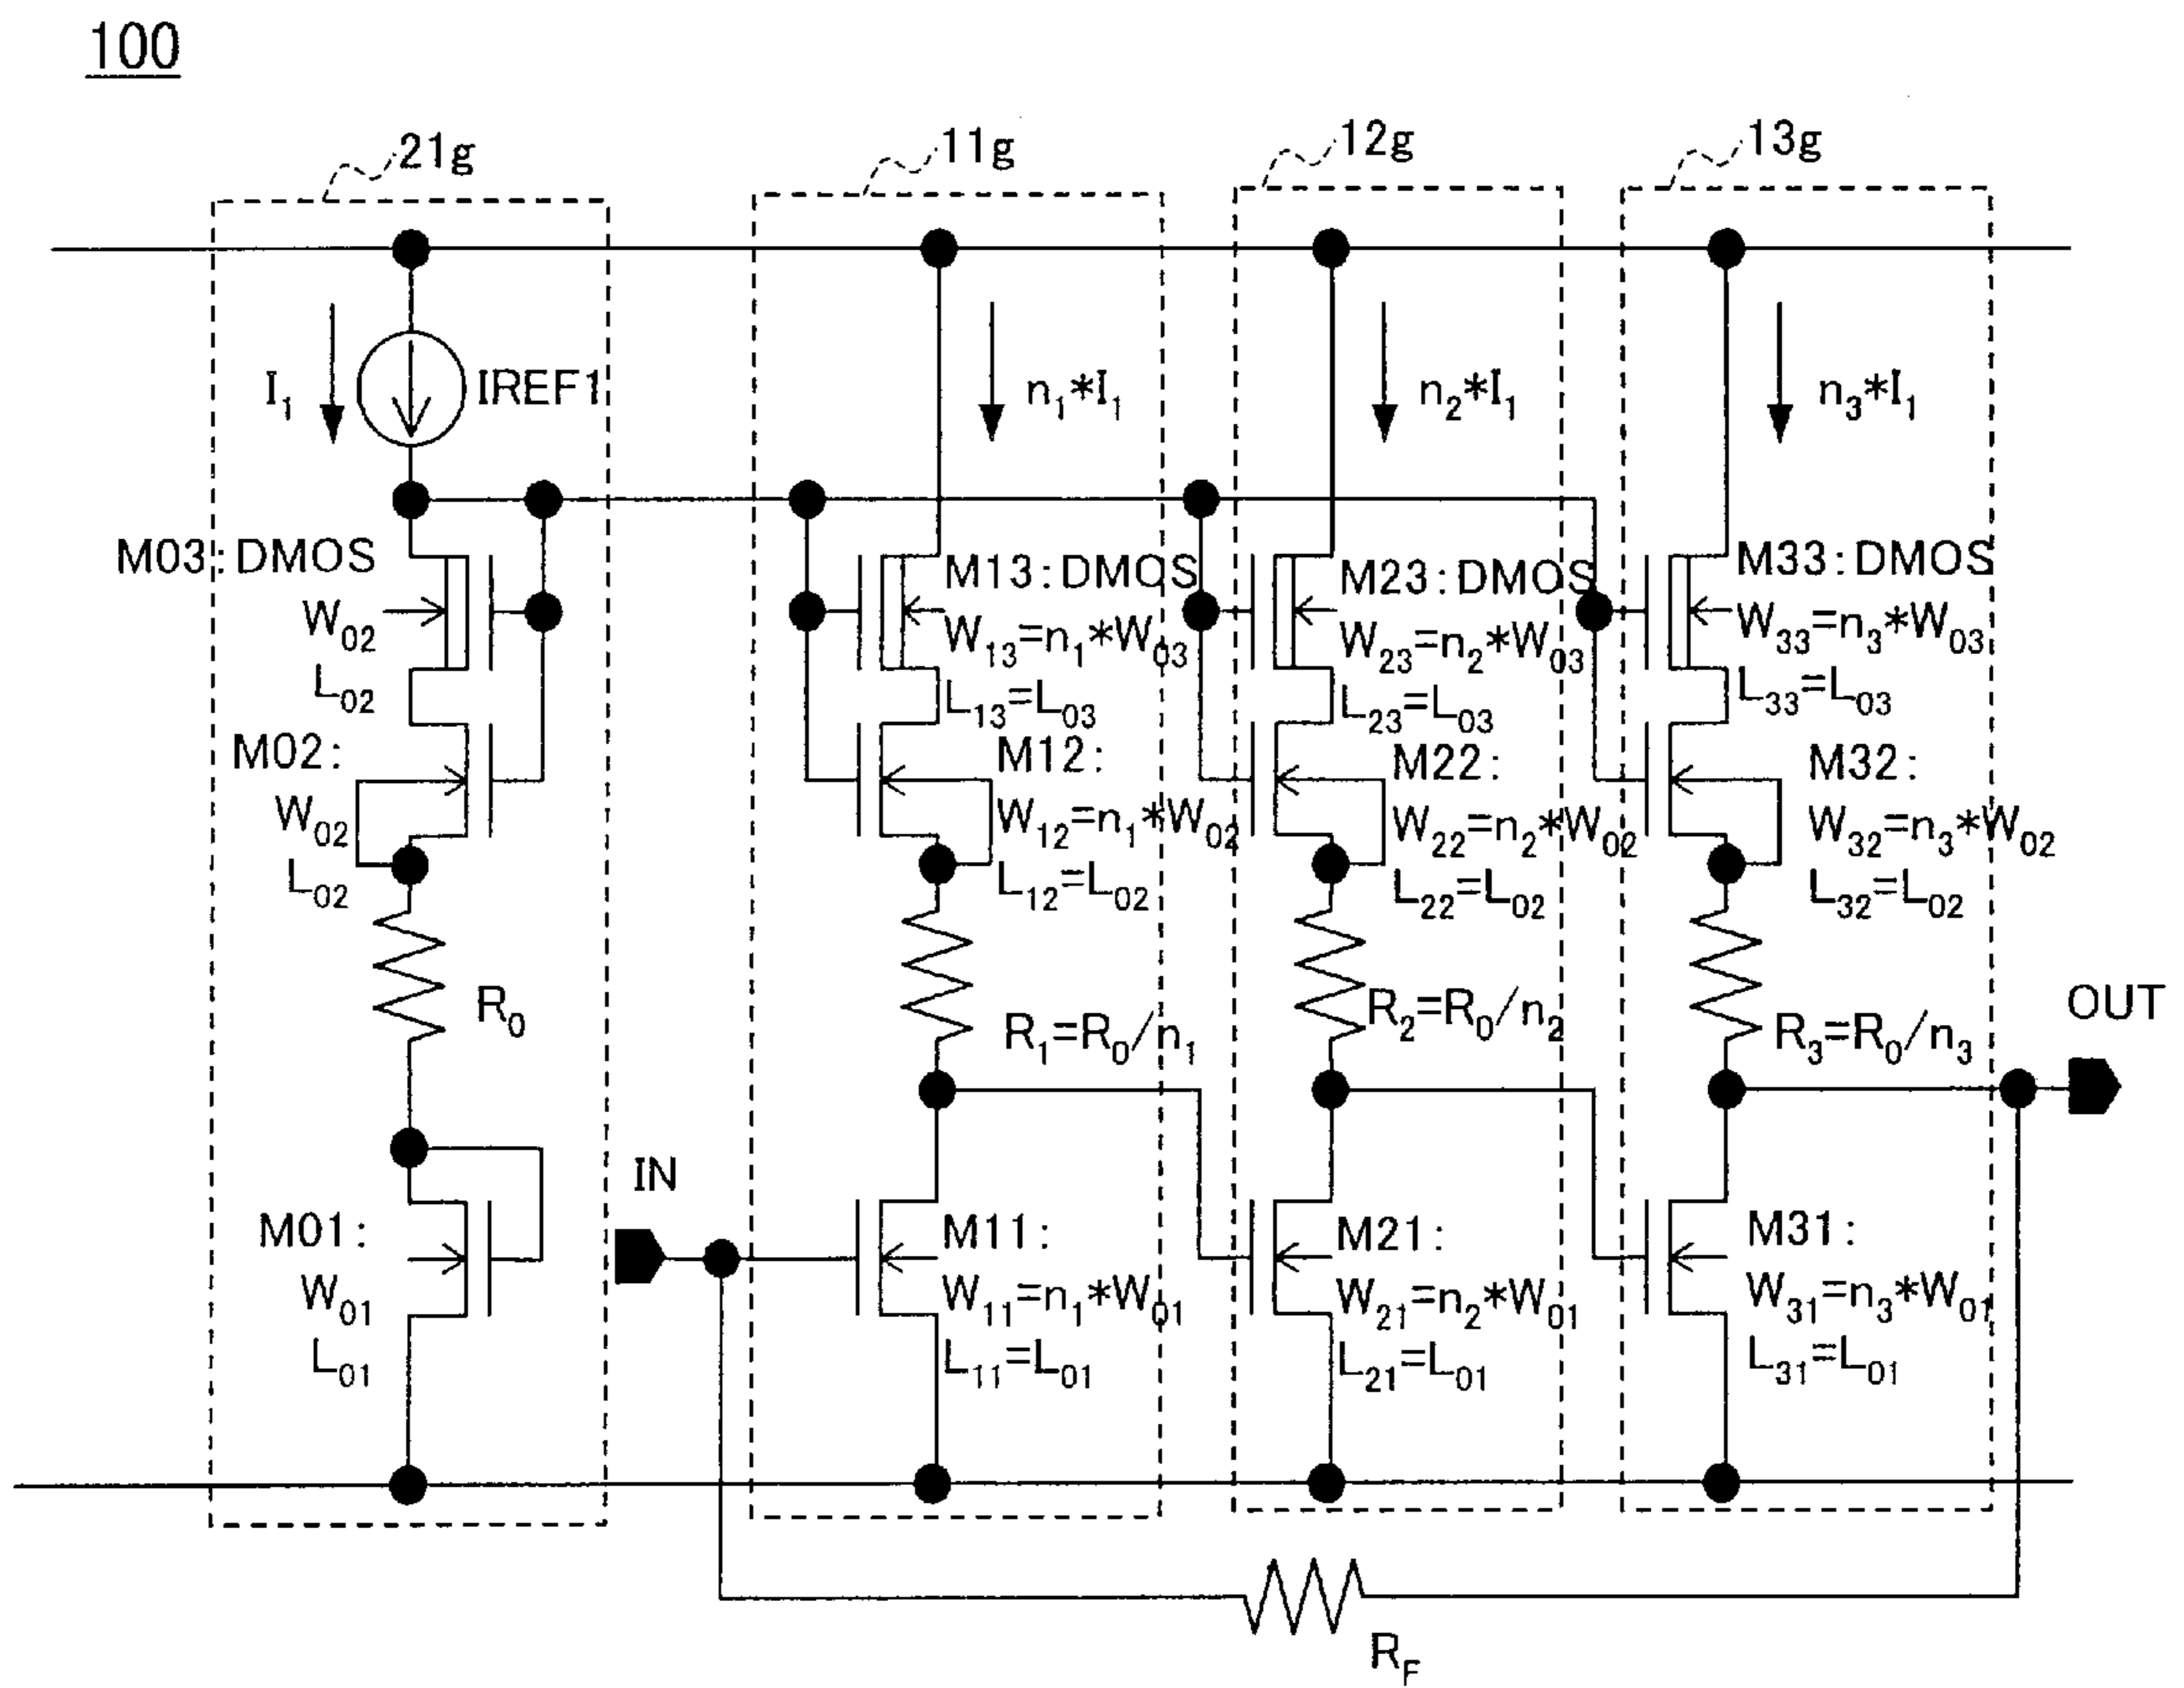 100
21g
11g
12g
13g
I₁
IREF1
n₁*I₁
n₂*I₁
n₃*I₁
M03:DMOS
W₀₂
L₀₂
M13:DMOS
W₁₃=n₁*W₀₃
L₁₃=L₀₃
M23:DMOS
W₂₃=n₂*W₀₃
L₂₃=L₀₃
M33:DMOS
W₃₃=n₃*W₀₃
L₃₃=L₀₃
M02:
W₀₂
L₀₂
M12:
W₁₂=n₁*W₀₂
L₁₂=L₀₂
M22:
W₂₂=n₂*W₀₂
L₂₂=L₀₂
M32:
W₃₂=n₃*W₀₂
L₃₂=L₀₂
R₀
R₁=R₀/n₁
R₂=R₀/n₂
R₃=R₀/n₃
OUT
IN
M01:
W₀₁
L₀₁
M11:
W₁₁=n₁*W₀₁
L₁₁=L₀₁
M21:
W₂₁=n₂*W₀₁
L₂₁=L₀₁
M31:
W₃₁=n₃*W₀₁
L₃₁=L₀₁
R_F